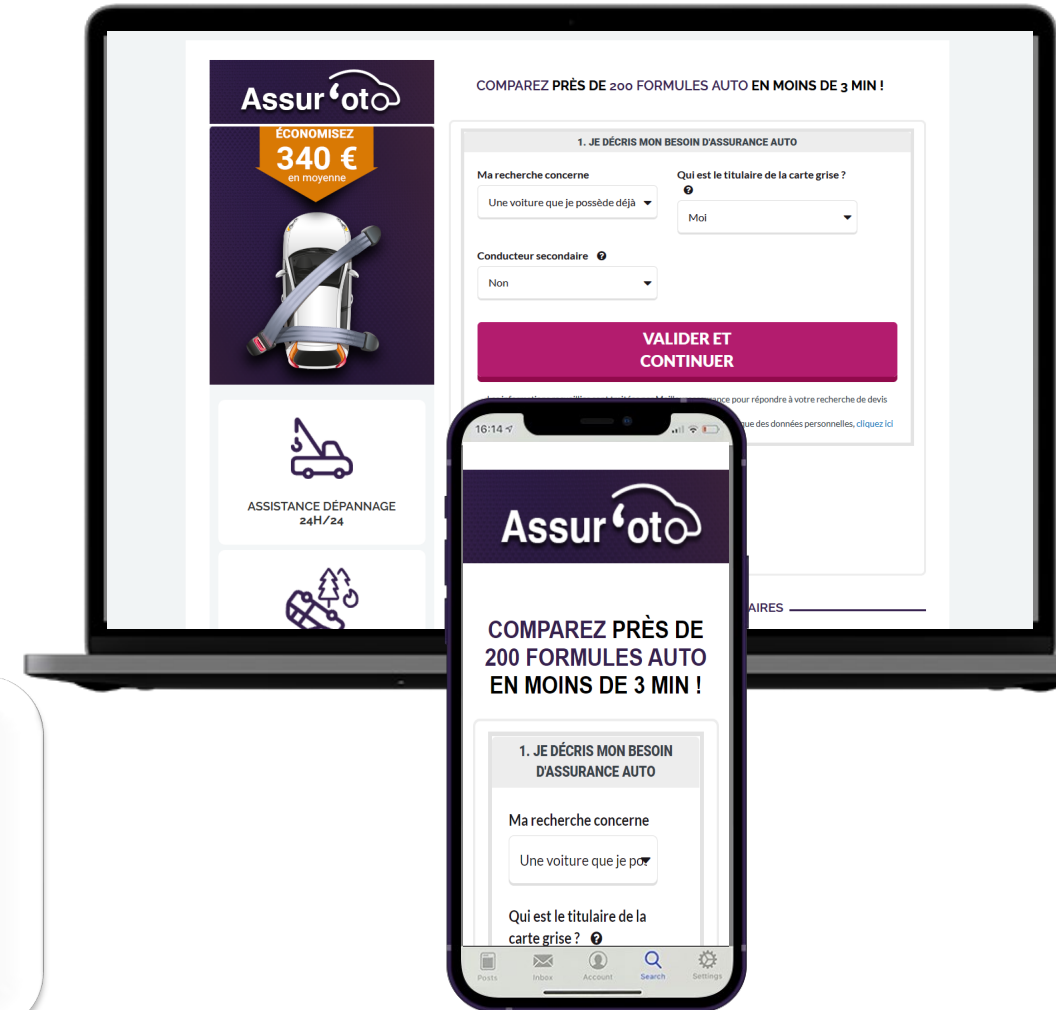 Assur'oto
ÉCONOMISEZ
340 €
en moyenne
ASSISTANCE DÉPANNAGE
24H/24
COMPAREZ PRÈS DE 200 FORMULES AUTO EN MOINS DE 3 MIN !
1. JE DÉCRIS MON BESOIN D'ASSURANCE AUTO
Ma recherche concerne
Une voiture que je possède déjà
Qui est le titulaire de la carte grise ?
Moi
Conducteur secondaire
Non
VALIDER ET
CONTINUER
pour répondre à votre recherche de devis
des données personnelles, cliquez ici
AIRES
16:14
Assur'oto
COMPAREZ PRÈS DE
200 FORMULES AUTO
EN MOINS DE 3 MIN !
1. JE DÉCRIS MON BESOIN
D'ASSURANCE AUTO
Ma recherche concerne
Une voiture que je po
Qui est le titulaire de la
carte grise ?
Posts
Inbox
Account
Search
Settings